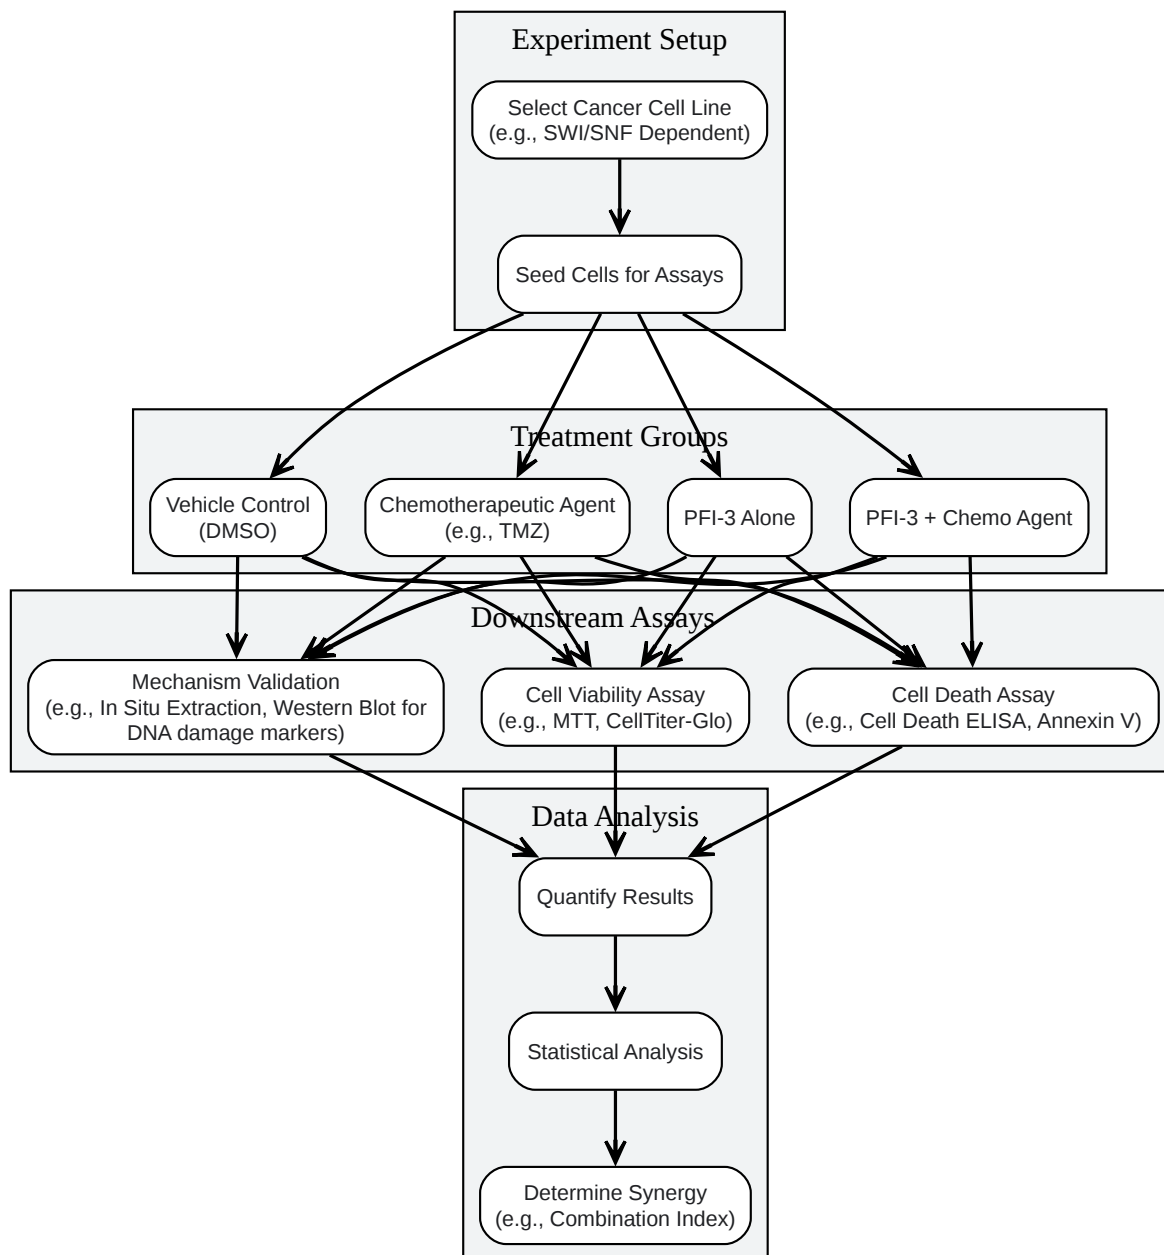 Experiment Setup
Select Cancer Cell Line
(e.g., SWI/SNF Dependent)
Seed Cells for Assays
Treatment Groups
Vehicle Control
(DMSO)
Chemotherapeutic Agent
(e.g., TMZ)
PFI-3 Alone
PFI-3 + Chemo Agent
Downstream Assays
Mechanism Validation
(e.g., In Situ Extraction, Western Blot for
DNA damage markers)
Cell Viability Assay
(e.g., MTT, CellTiter-Glo)
Cell Death Assay
(e.g., Cell Death ELISA, Annexin V)
Data Analysis
Quantify Results
Statistical Analysis
Determine Synergy
(e.g., Combination Index)